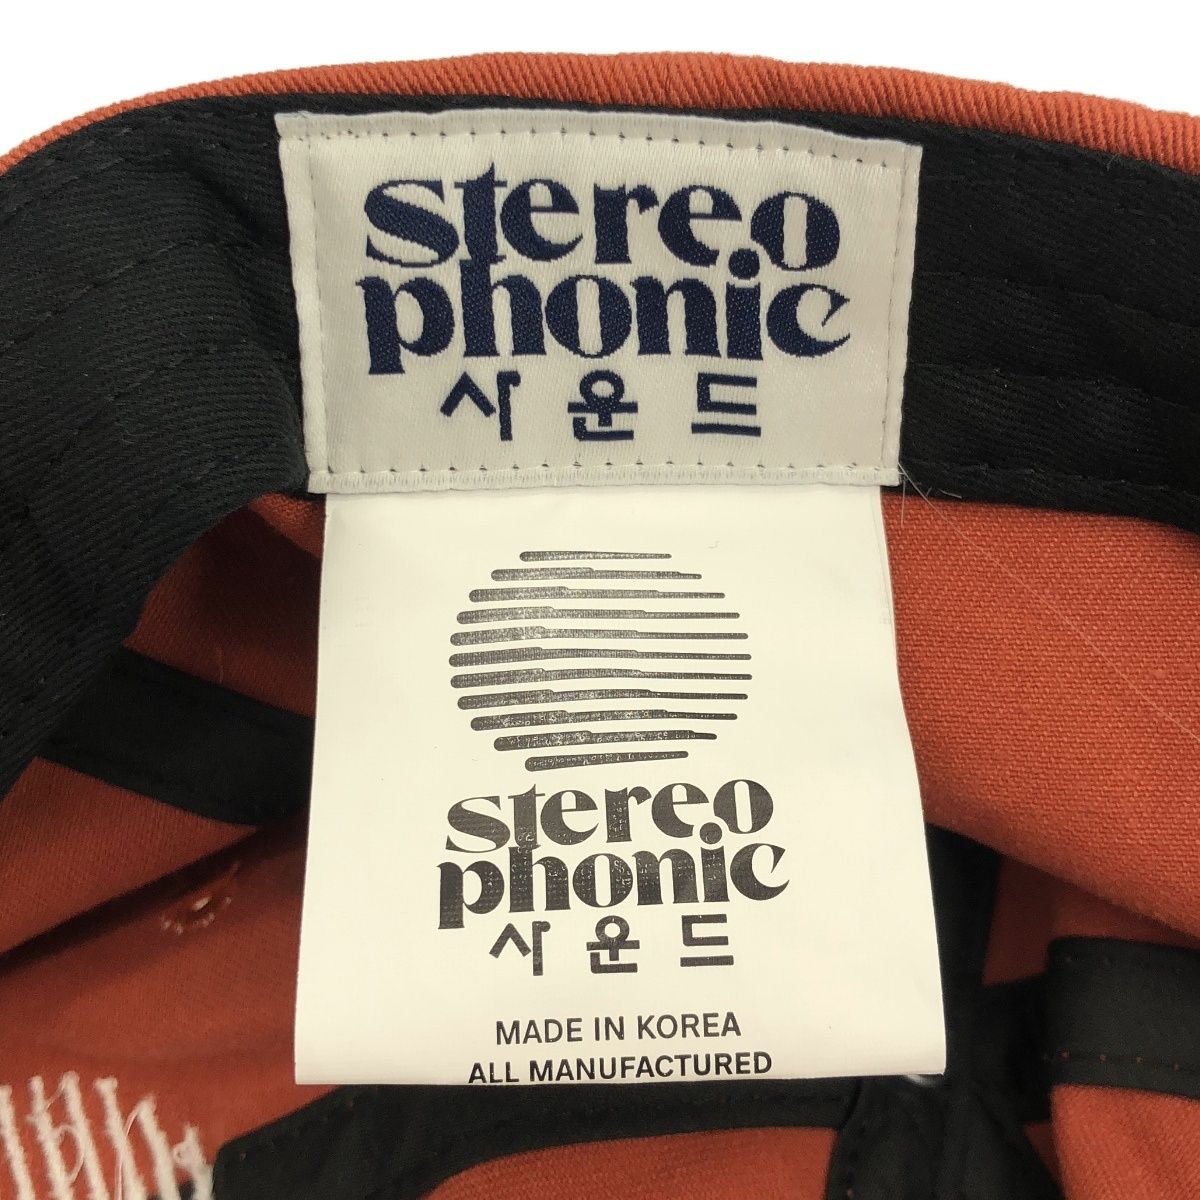 stereo
phonic
사운드
stereo
phonic
사운드
MADE IN KOREA
ALL MANUFACTURED